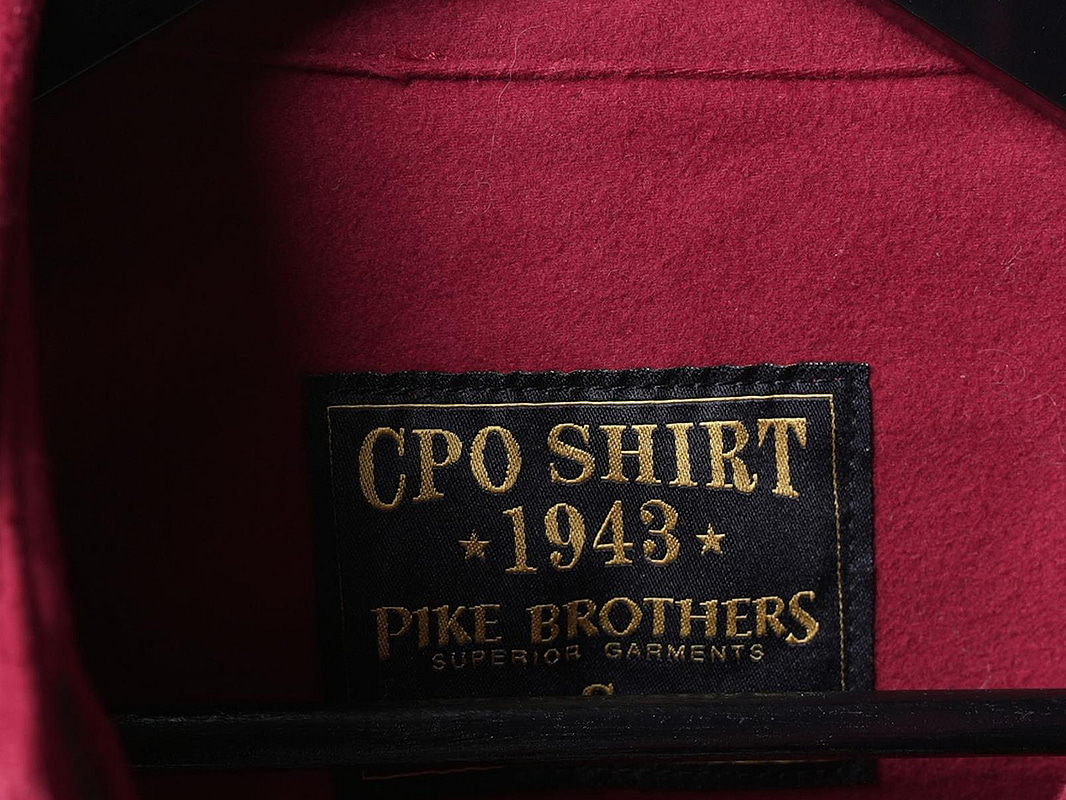 CPO SHIRT
1943
PIKE BROTHERS
SUPERIOR GARMENTS